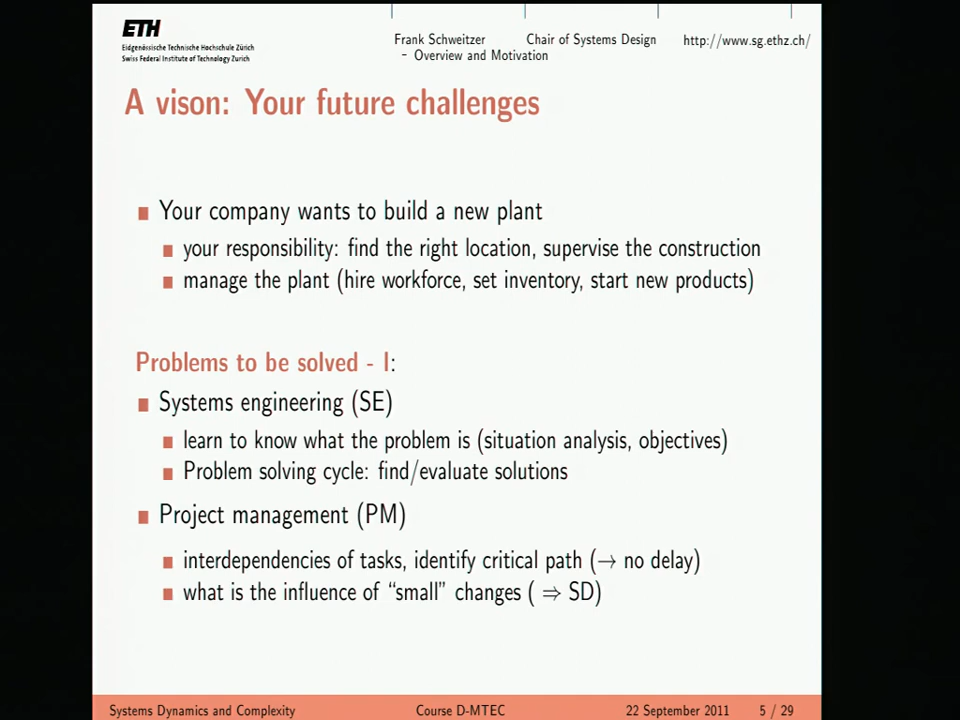 ETH
Eidgenössische Technische Hochschule Zürich
Swiss Federal Institute of Technology Zurich
Frank Schweitzer Chair of Systems Design http://www.sg.ethz.ch/
– Overview and Motivation
A vison: Your future challenges
Your company wants to build a new plant
your responsibility: find the right location, supervise the construction
manage the plant (hire workforce, set inventory, start new products)
Problems to be solved - I:
Systems engineering (SE)
learn to know what the problem is (situation analysis, objectives)
Problem solving cycle: find/evaluate solutions
Project management (PM)
interdependencies of tasks, identify critical path (→ no delay)
what is the influence of “small” changes ( ⇒ SD)
Systems Dynamics and Complexity Course D-MTEC 22 September 2011 5 / 29